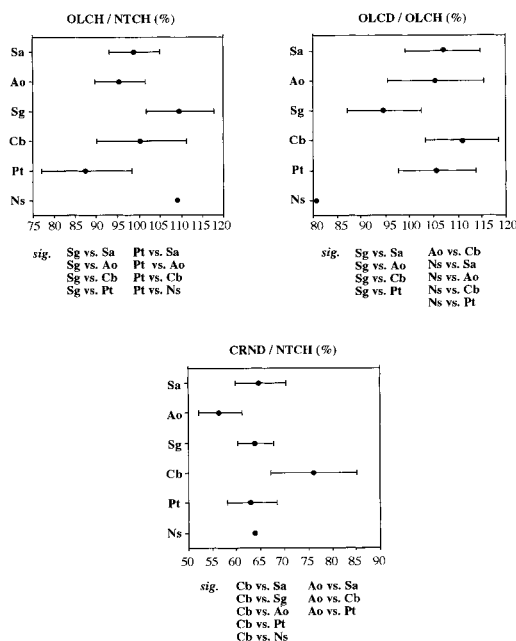 OLCH / NTCH (%)
Sa
Ao
Sg
Cb
Pt
Ns
75 80 85 90 95 100 105 110 115 120
sig. Sg vs. Sa Pt vs. Sa
Sg vs. Ao Pt vs. Ao
Sg vs. Cb Pt vs. Cb
Sg vs. Pt Pt vs. Ns
OLCD / OLCH (%)
Sa
Ao
Sg
Cb
Pt
Ns
80 85 90 95 100 105 110 115 120
sig. Sg vs. Sa Ao vs. Cb
Sg vs. Ao Ns vs. Sa
Sg vs. Cb Ns vs. Ao
Sg vs. Pt Ns vs. Cb
Ns vs. Pt
CRND / NTCH (%)
Sa
Ao
Sg
Cb
Pt
Ns
50 55 60 65 70 75 80 85 90
sig. Cb vs. Sa Ao vs. Sa
Cb vs. Sg Ao vs. Cb
Cb vs. Ao Ao vs. Pt
Cb vs. Pt
Cb vs. Ns